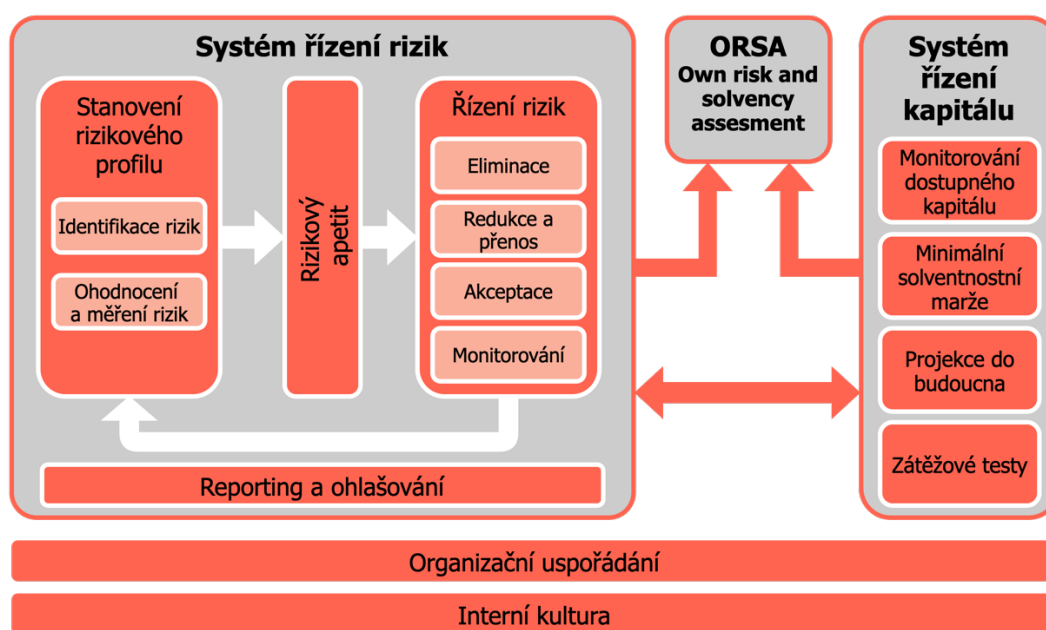 Systém řízení rizik
Stanovení
rizikového
profilu
Identifikace rizik
Ohodnocení
a měření rizik
Rizikový
apetit
Řízení rizik
Eliminace
Redukce a
přenos
Akceptace
Monitorování
Reporting a ohlašování
ORSA
Own risk and
solvency
assesment
Systém
řízení
kapitálu
Monitorování
dostupného
kapitálu
Minimální
solventnostní
marže
Projekce do
budoucna
Zátěžové testy
Organizační uspořádání
Interní kultura